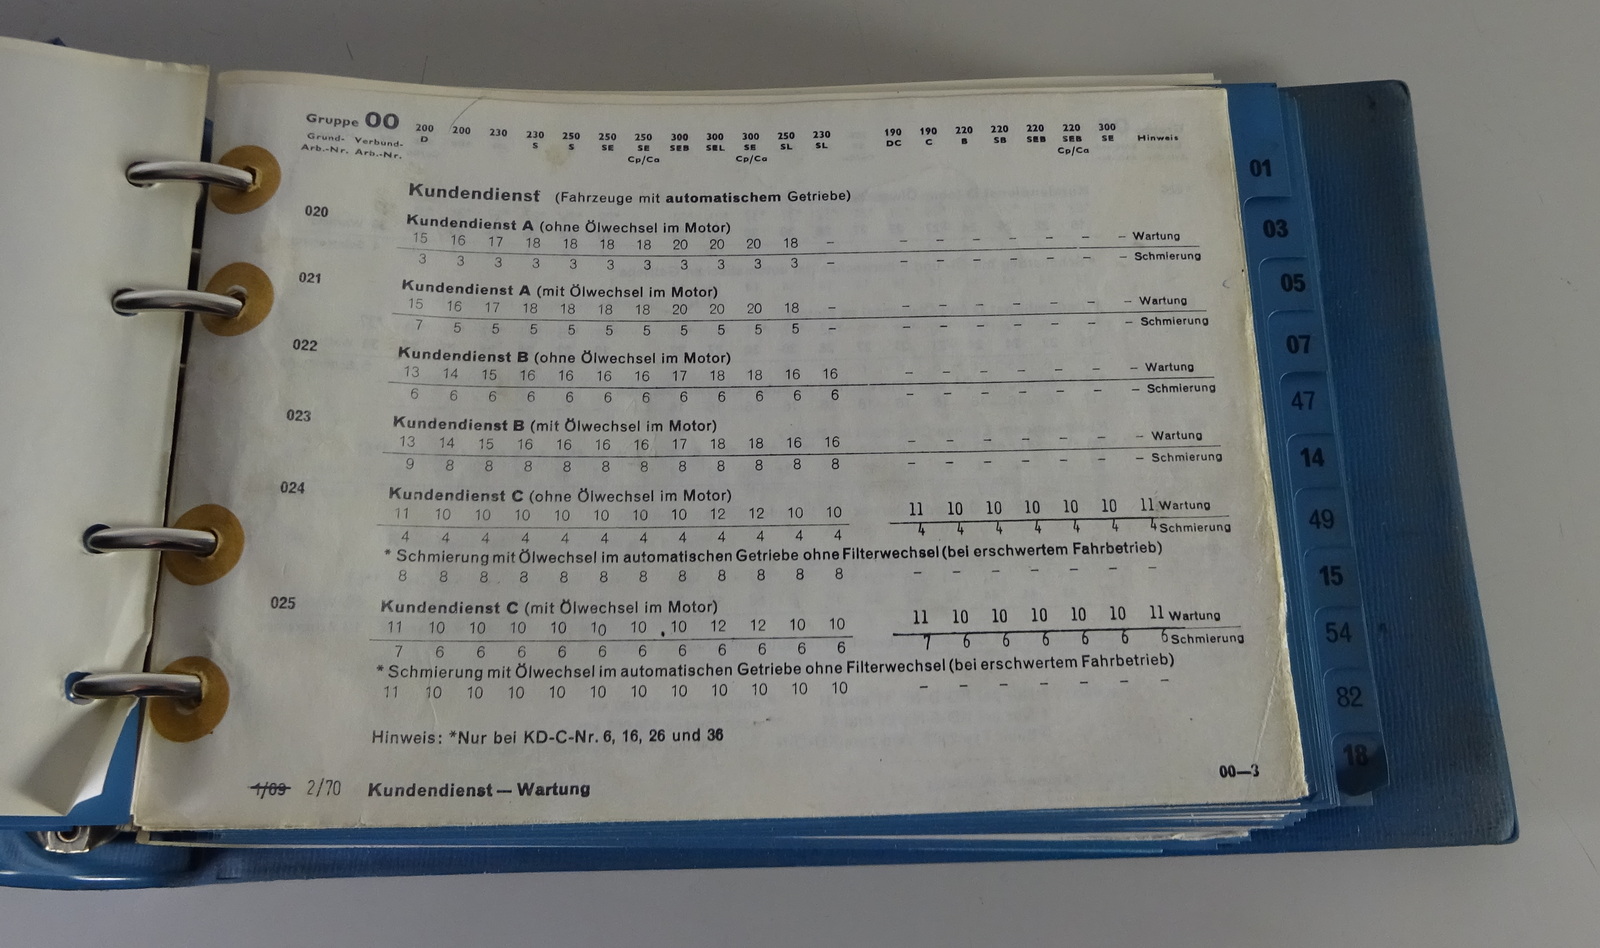 Gruppe 00 200 D 200 230 230 S 250 S 250 SE 250 SE Cp/Ca 300 SEB 300 SEL 300 SE Cp/Ca 250 SL 230 SL 190 DC 190 C 220 B 220 SB 220 SEB 220 SEB Cp/Ca 300 SE Hinweis
Grund- Verbund-
Arb.-Nr. Arb.-Nr.
Kundendienst (Fahrzeuge mit automatischem Getriebe)
020 Kundendienst A (ohne Ölwechsel im Motor)
15 16 17 18 18 18 18 20 20 20 18 – – – – – – – – Wartung
3 3 3 3 3 3 3 3 3 3 3 – – – – – – – – Schmierung
021 Kundendienst A (mit Ölwechsel im Motor)
15 16 17 18 18 18 18 20 20 20 18 – – – – – – – – Wartung
7 5 5 5 5 5 5 5 5 5 5 – – – – – – – – Schmierung
022 Kundendienst B (ohne Ölwechsel im Motor)
13 14 15 16 16 16 16 17 18 18 16 16 – – – – – – – Wartung
6 6 6 6 6 6 6 6 6 6 6 6 – – – – – – – Schmierung
023 Kundendienst B (mit Ölwechsel im Motor)
13 14 15 16 16 16 16 17 18 18 16 16 – – – – – – – Wartung
9 8 8 8 8 8 8 8 8 8 8 8 – – – – – – – Schmierung
024 Kundendienst C (ohne Ölwechsel im Motor)
11 10 10 10 10 10 10 10 12 12 10 10 11 10 10 10 10 10 11 Wartung
4 4 4 4 4 4 4 4 4 4 4 4 4 4 4 4 4 4 4 Schmierung
* Schmierung mit Ölwechsel im automatischen Getriebe ohne Filterwechsel (bei erschwertem Fahrbetrieb)
8 8 8 8 8 8 8 8 8 8 8 8 – – – – – – –
025 Kundendienst C (mit Ölwechsel im Motor)
11 10 10 10 10 10 10 10 12 12 10 10 11 10 10 10 10 10 11 Wartung
7 6 6 6 6 6 6 6 6 6 6 6 7 6 6 6 6 6 6 Schmierung
* Schmierung mit Ölwechsel im automatischen Getriebe ohne Filterwechsel (bei erschwertem Fahrbetrieb)
11 10 10 10 10 10 10 10 10 10 10 10 – – – – – – –
Hinweis: *Nur bei KD-C-Nr. 6, 16, 26 und 36
00—3
1/69 2/70 Kundendienst — Wartung
01
03
05
07
47
14
49
15
54
82
18